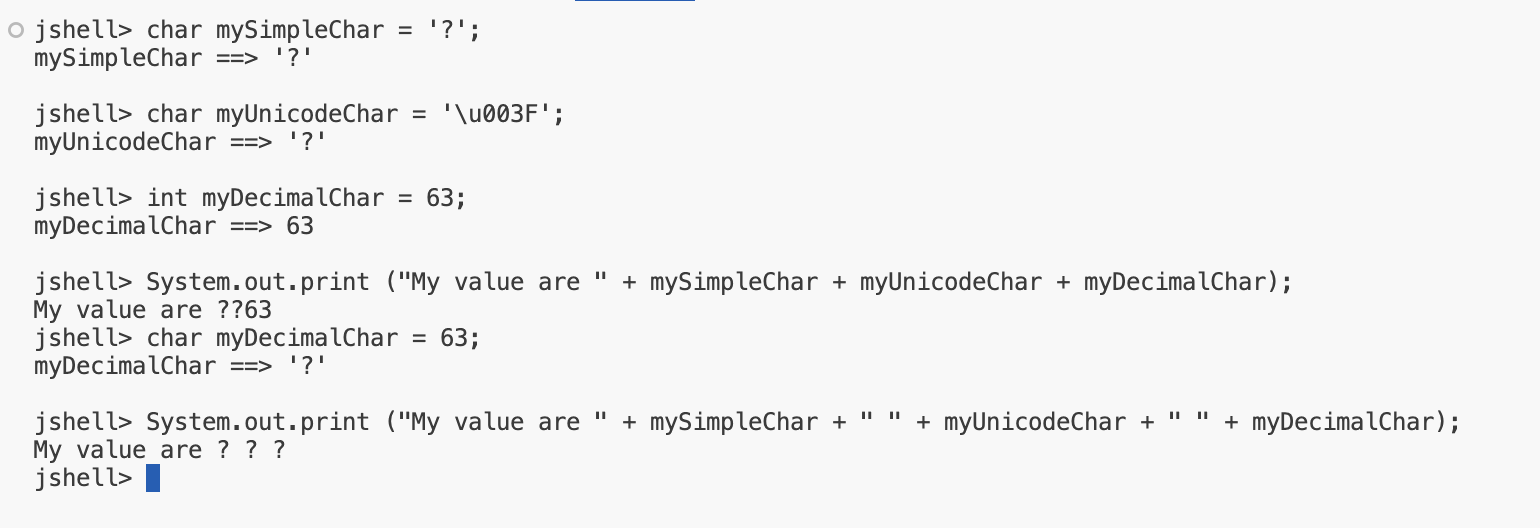 jshell> char mySimpleChar = '?';
mySimpleChar ==> '?'
jshell> char myUnicodeChar = '\u003F';
myUnicodeChar ==> '?'
jshell> int myDecimalChar = 63;
myDecimalChar ==> 63
jshell> System.out.print ("My value are " + mySimpleChar + myUnicodeChar + myDecimalChar);
My value are ??63
jshell> char myDecimalChar = 63;
myDecimalChar ==> '?'
jshell> System.out.print ("My value are " + mySimpleChar + " " + myUnicodeChar + " " + myDecimalChar);
My value are ? ? ?
jshell>